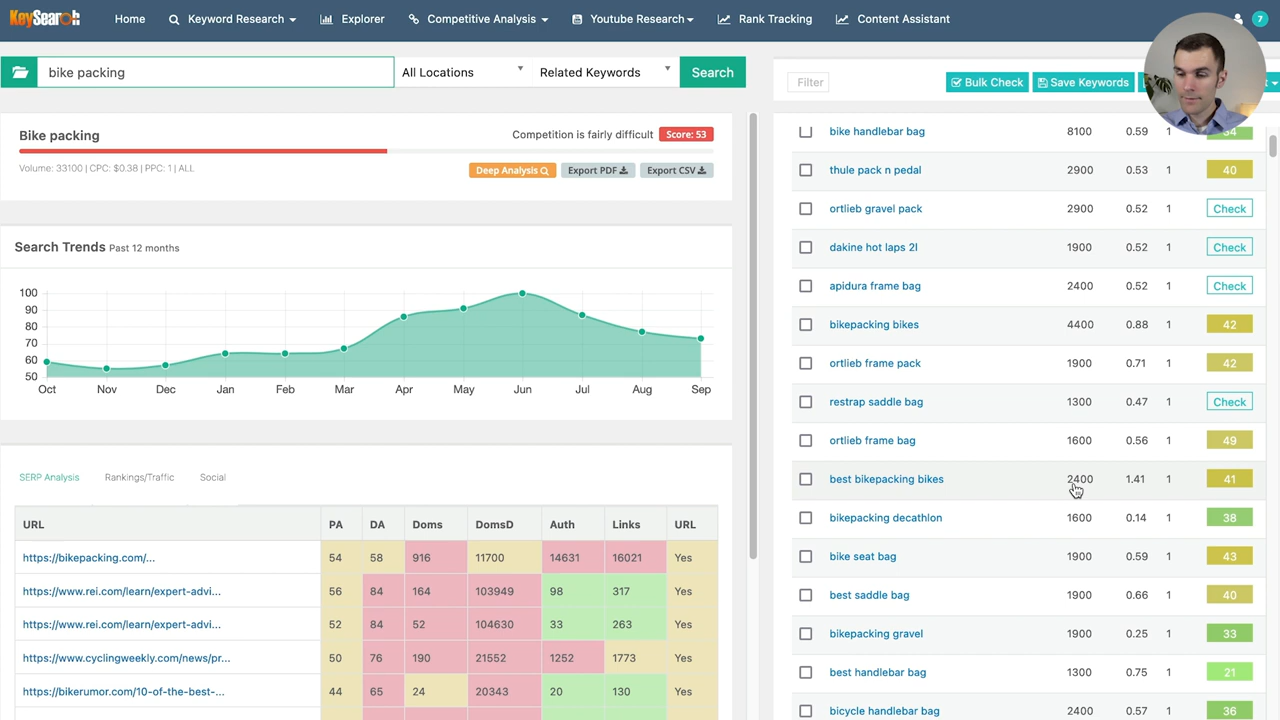 KeySearch Home Keyword Research Explorer Competitive Analysis Youtube Research Rank Tracking Content Assistant 7
bike packing All Locations Related Keywords Search
Filter Bulk Check Save Keywords
Bike packing Competition is fairly difficult Score: 53
Volume: 33100 | CPC: $0.38 | PPC: 1 | ALL Deep Analysis Export PDF Export CSV
Search Trends Past 12 months
100
90
80
70
60
50
Oct Nov Dec Jan Feb Mar Apr May Jun Jul Aug Sep
SERP Analysis Rankings/Traffic Social
URL PA DA Doms DomsD Auth Links URL
https://bikepacking.com/... 54 58 916 11700 14631 16021 Yes
https://www.rei.com/learn/expert-advi... 56 84 164 103949 98 317 Yes
https://www.rei.com/learn/expert-advi... 52 84 52 104630 33 263 Yes
https://www.cyclingweekly.com/news/pr... 50 76 190 21552 1252 1773 Yes
https://bikerumor.com/10-of-the-best-... 44 65 24 20343 20 130 Yes
bike handlebar bag 8100 0.59 1 34
thule pack n pedal 2900 0.53 1 40
ortlieb gravel pack 2900 0.52 1 Check
dakine hot laps 2l 1900 0.52 1 Check
apidura frame bag 2400 0.52 1 Check
bikepacking bikes 4400 0.88 1 42
ortlieb frame pack 1900 0.71 1 42
restrap saddle bag 1300 0.47 1 Check
ortlieb frame bag 1600 0.56 1 49
best bikepacking bikes 2400 1.41 1 41
bikepacking decathlon 1600 0.14 1 38
bike seat bag 1900 0.59 1 43
best saddle bag 1900 0.66 1 40
bikepacking gravel 1900 0.25 1 33
best handlebar bag 1300 0.75 1 21
bicycle handlebar bag 2400 0.57 1 36